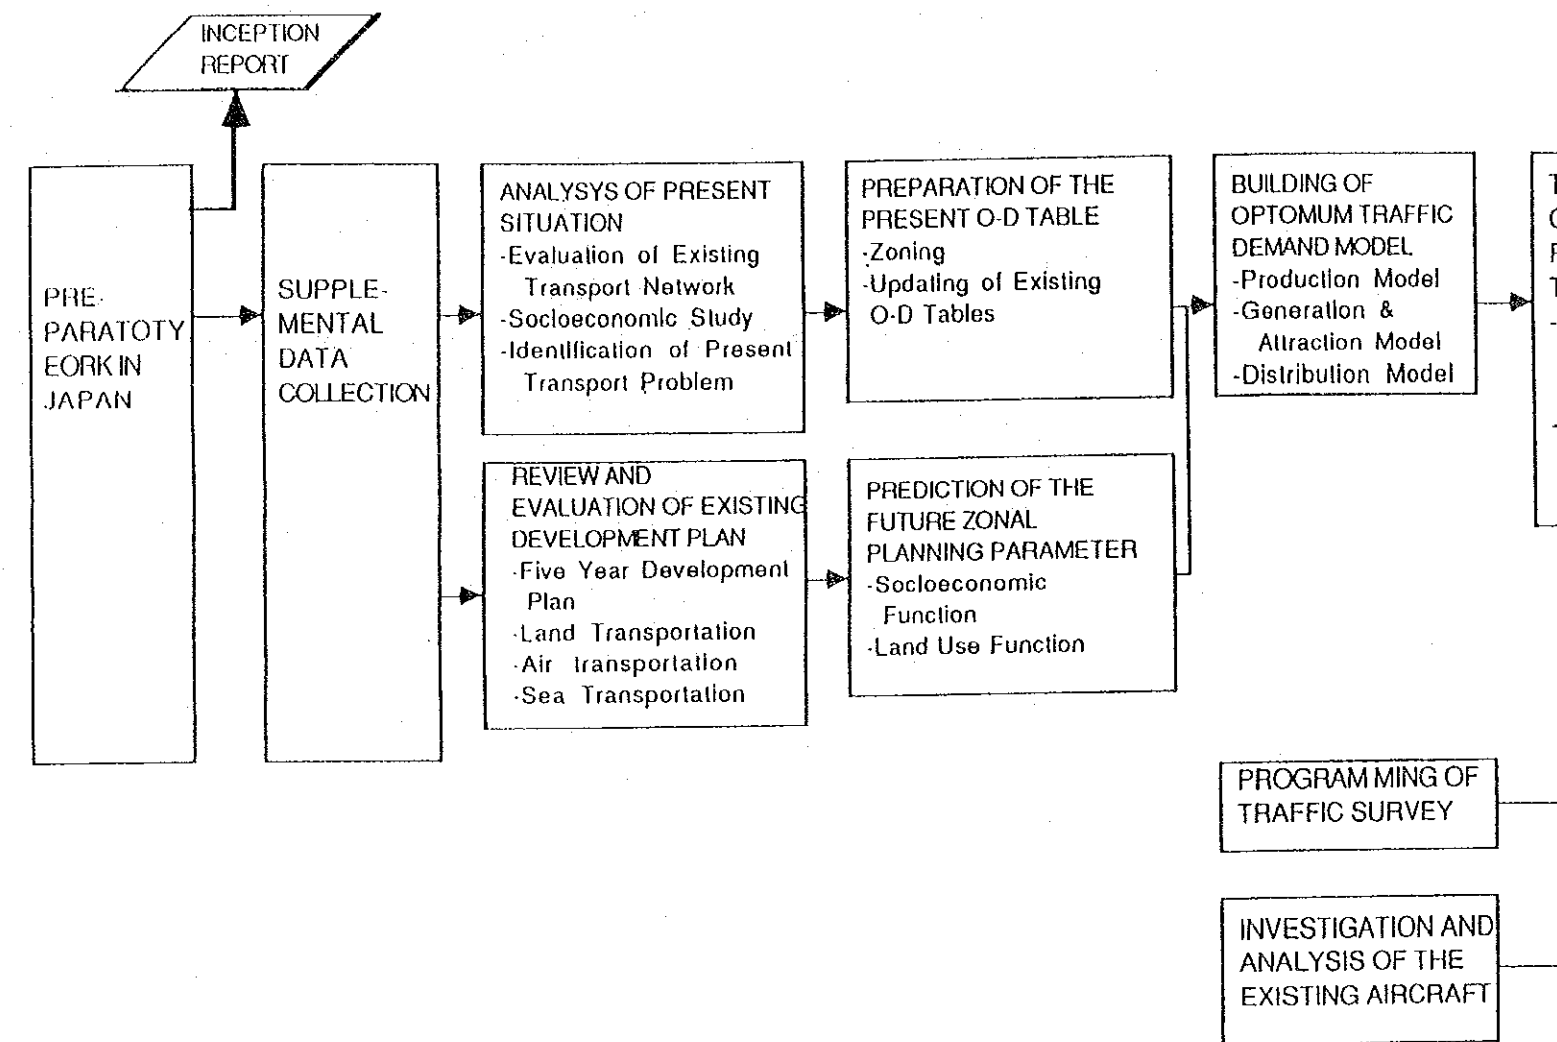 INCEPTION
REPORT
PRE-
PARATOTY
EORK IN
JAPAN
SUPPLE-
MENTAL
DATA
COLLECTION
ANALYSYS OF PRESENT
SITUATION
-Evaluation of Existing
Transport Network
-Socioeconomic Study
-Identification of Present
Transport Problem
REVIEW AND
EVALUATION OF EXISTING
DEVELOPMENT PLAN
-Five Year Development
Plan
-Land Transportation
-Air transportation
-Sea Transportation
PREPARATION OF THE
PRESENT O-D TABLE
-Zoning
-Updating of Existing
O-D Tables
PREDICTION OF THE
FUTURE ZONAL
PLANNING PARAMETER
-Socioeconomic
Function
-Land Use Function
BUILDING OF
OPTOMUM TRAFFIC
DEMAND MODEL
-Production Model
-Generation &
Attraction Model
-Distribution Model
PROGRAM MING OF
TRAFFIC SURVEY
INVESTIGATION AND
ANALYSIS OF THE
EXISTING AIRCRAFT